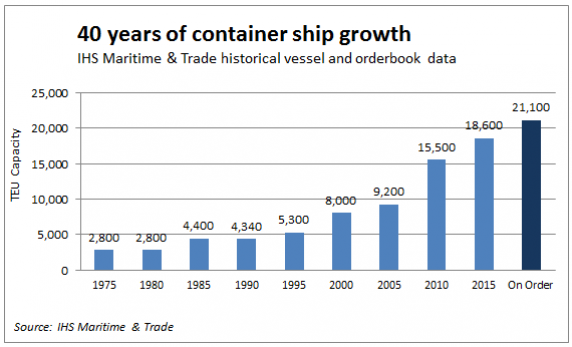 40 years of container ship growth
IHS Maritime & Trade historical vessel and orderbook data
TEU Capacity
25,000
20,000
15,000
10,000
5,000
0
2,800 2,800 4,400 4,340 5,300 8,000 9,200 15,500 18,600 21,100
1975 1980 1985 1990 1995 2000 2005 2010 2015 On Order
Source: IHS Maritime & Trade